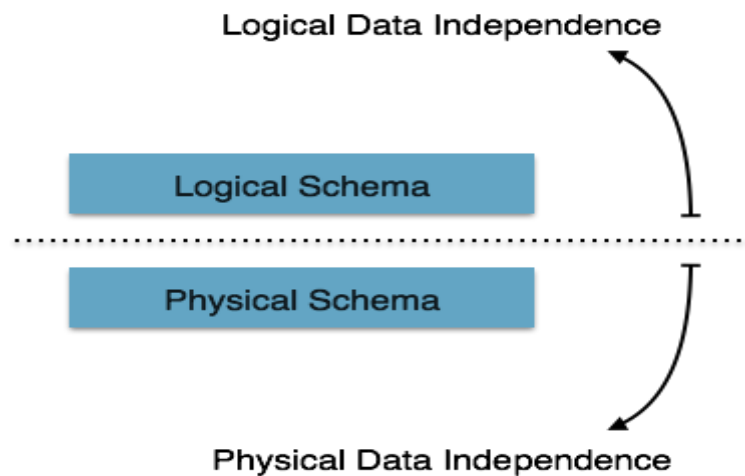 Logical Data Independence
Logical Schema
Physical Schema
Physical Data Independence